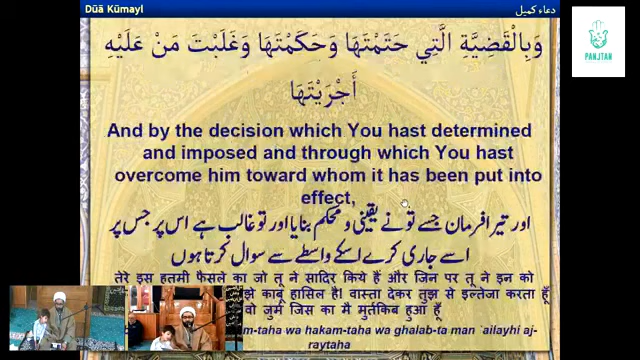 Dūā Kūmayl
دعاء كميل
PANJTAN
وَبِالْقَضِيَّةِ الَّتِي حَتَمْتَهَا وَحَكَمْتَهَا وَغَلَبْتَ مَنْ عَلَيْهِ
أَجْرَيْتَهَا
And by the decision which You hast determined
and imposed and through which You hast
overcome him toward whom it has been put into
effect,
اور تیرا فرمان جسے تو نے یقینی و محکم بنایا اور تو غالب ہے اس پر جس پر
اسے جاری کرے اسکے واسطے سے سوال کرتا ہوں
तेरे इस हतमी फैसले का जो तू ने सादिर किये हैं और जिन पर तू ने इन को
झे काबू हासिल है। वास्ता देकर तुझ से इल्तेजा करता हूँ
वो जुर्म जिस का मै मुर्तकिब हुआ हूँ
m-taha wa hakam-taha wa ghalab-ta man `ailayhi aj-
raytaha